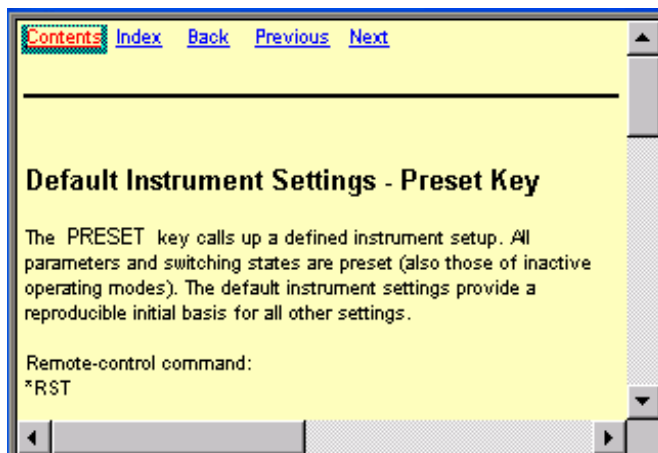 Contents Index Back Previous Next
Default Instrument Settings - Preset Key
The PRESET key calls up a defined instrument setup. All
parameters and switching states are preset (also those of inactive
operating modes). The default instrument settings provide a
reproducible initial basis for all other settings.
Remote-control command:
*RST